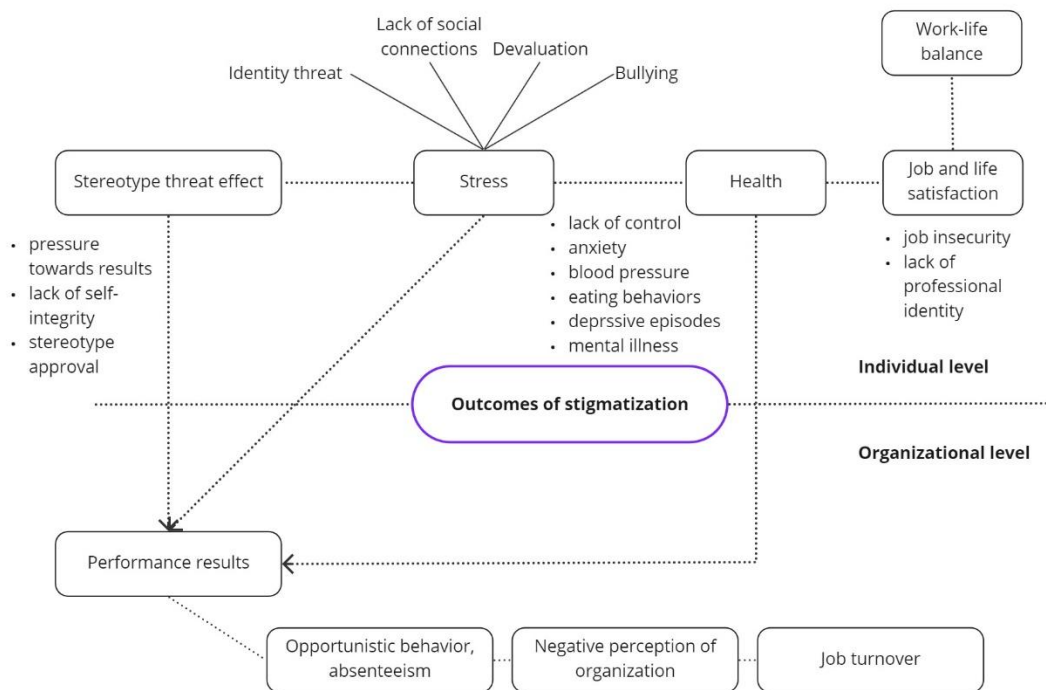 Lack of social
connections
Devaluation
Identity threat
Bullying
Work-life
balance
Stereotype threat effect
Stress
Health
Job and life
satisfaction
• pressure
towards results
• lack of self-
integrity
• stereotype
approval
• lack of control
• anxiety
• blood pressure
• eating behaviors
• deprssive episodes
• mental illness
• job insecurity
• lack of
professional
identity
Individual level
Outcomes of stigmatization
Organizational level
Performance results
Opportunistic behavior,
absenteeism
Negative perception of
organization
Job turnover